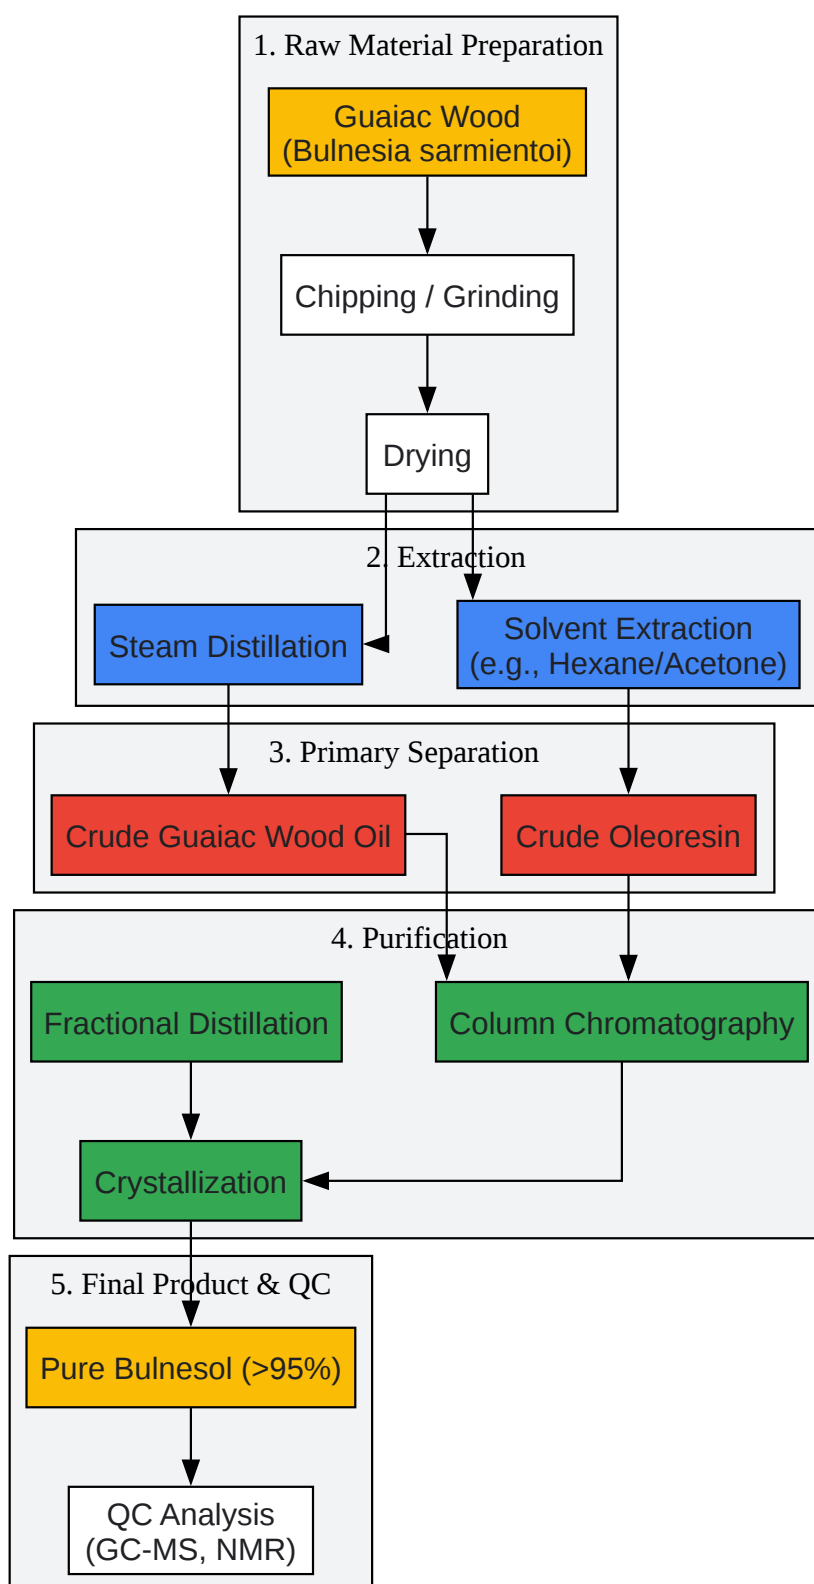 1. Raw Material Preparation
Guaiac Wood
(Bulnesia sarmientoi)
Chipping / Grinding
Drying
2. Extraction
Steam Distillation
Solvent Extraction
(e.g., Hexane/Acetone)
3. Primary Separation
Crude Guaiac Wood Oil
Crude Oleoresin
4. Purification
Fractional Distillation
Column Chromatography
Crystallization
5. Final Product & QC
Pure Bulnesol (>95%)
QC Analysis
(GC-MS, NMR)